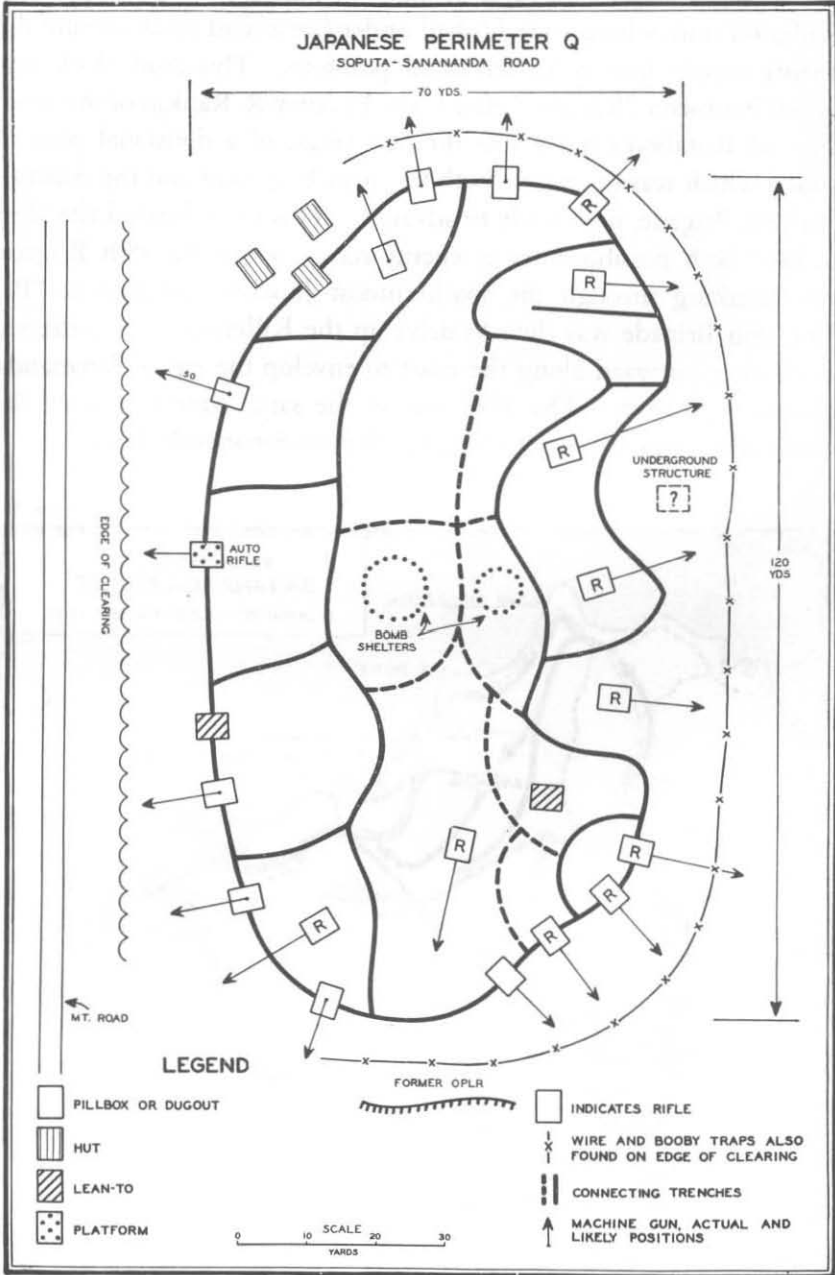 JAPANESE PERIMETER Q
SOPUTA-SANANANDA ROAD
70 YDS.
R
R
.50
R
UNDERGROUND
STRUCTURE
?
EDGE OF CLEARING
AUTO
RIFLE
R
120
YDS
BOMB
SHELTERS
R
R
R
R
R
R
MT. ROAD
LEGEND
FORMER OPLR
PILLBOX OR DUGOUT
HUT
LEAN-TO
PLATFORM
INDICATES RIFLE
WIRE AND BOOBY TRAPS ALSO
FOUND ON EDGE OF CLEARING
CONNECTING TRENCHES
MACHINE GUN, ACTUAL AND
LIKELY POSITIONS
SCALE
0 10 20 30
YARDS